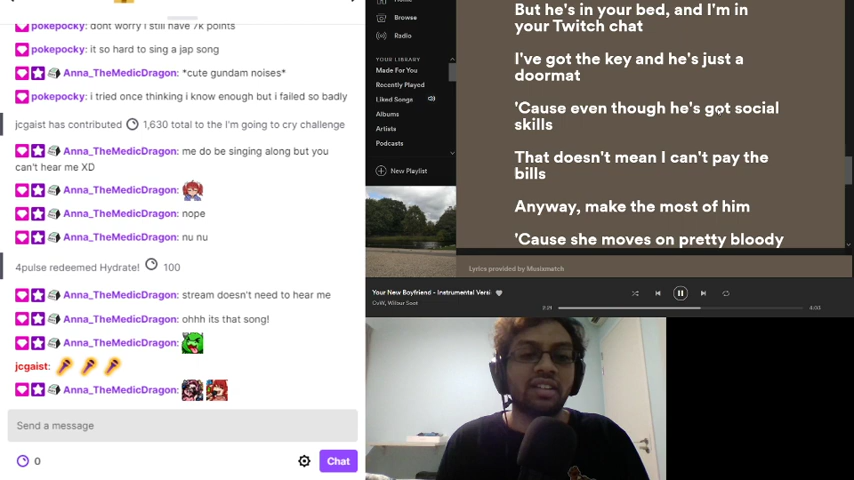 pokepocky: dont worry i still have 7k points
pokepocky: it so hard to sing a jap song
Anna_TheMedicDragon: *cute gundam noises*
pokepocky: i tried once thinking i know enough but i failed so badly
jcgaist has contributed 1,630 total to the I'm going to cry challenge
Anna_TheMedicDragon: me do be singing along but you
can't hear me XD
Anna_TheMedicDragon:
Anna_TheMedicDragon: nope
Anna_TheMedicDragon: nu nu
4pulse redeemed Hydrate! 100
Anna_TheMedicDragon: stream doesn't need to hear me
Anna_TheMedicDragon: ohhh its that song!
Anna_TheMedicDragon:
jcgaist:
Anna_TheMedicDragon:
Send a message
0
Chat
Browse
Radio
YOUR LIBRARY
Made For You
Recently Played
Liked Songs
Albums
Artists
Podcasts
New Playlist
But he's in your bed, and I'm in
your Twitch chat
I've got the key and he's just a
doormat
'Cause even though he's got social
skills
That doesn't mean I can't pay the
bills
Anyway, make the most of him
'Cause she moves on pretty bloody
Lyrics provided by Musixmatch
Your New Boyfriend - Instrumental Versi
Wilbur Soot